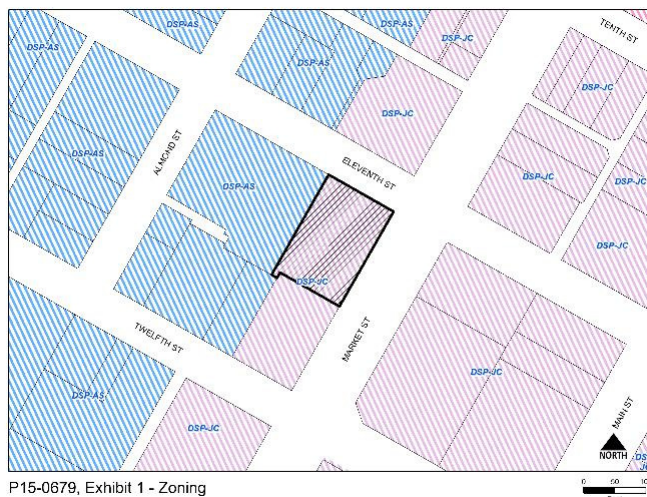 TENTH ST
DSP-AS
DSP-AS
DSP-JC
DSP-AS
DSP-AS
DSP-JC
DSP-JC
DSP-JC
ALMOND ST
DSP-AS
ELEVENTH ST
DSP-AS
DSP-JC
DSP-JC
DSP-JC
DSP-JC
TWELFTH ST
MARKET ST
DSP-JC
DSP-AS
DSP-JC
MAIN ST
NORTH
P15-0679, Exhibit 1 - Zoning
0